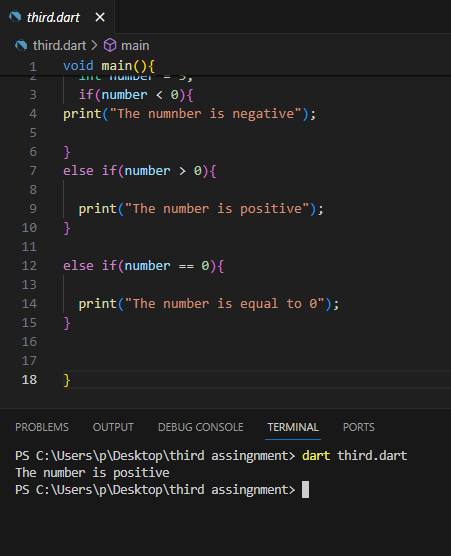 third.dart
third.dart > main
1 void main(){
2 int number = 5;
3 if(number < 0){
4 print("The numnber is negative");
5
6 }
7 else if(number > 0){
8
9 print("The number is positive");
10 }
11
12 else if(number == 0){
13
14 print("The number is equal to 0");
15 }
16
17
18 }
PROBLEMS OUTPUT DEBUG CONSOLE TERMINAL PORTS
PS C:\Users\p\Desktop\third assingnment> dart third.dart
The number is positive
PS C:\Users\p\Desktop\third assingnment>